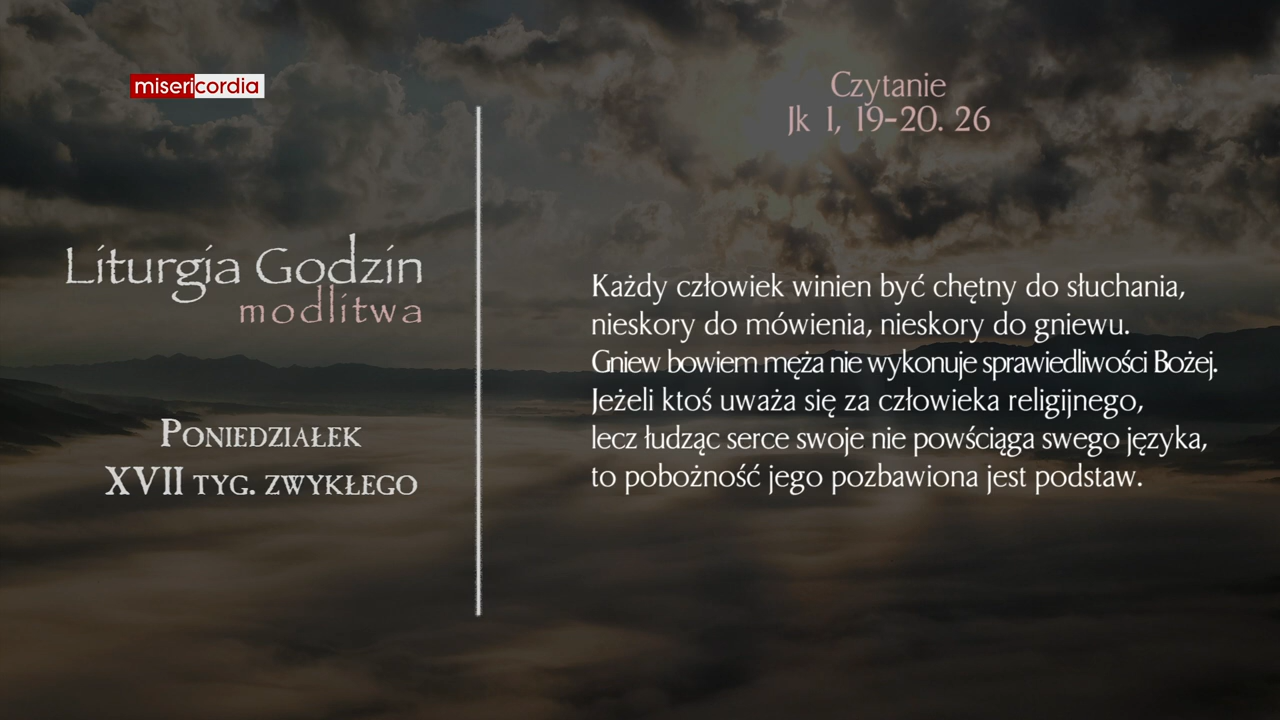 misericordia
Liturgia Godzin
modlitwa
Poniedziałek
XVII tyg. zwykłego
Czytanie
Jk 1, 19-20. 26
Każdy człowiek winien być chętny do słuchania,
nieskory do mówienia, nieskory do gniewu.
Gniew bowiem męża nie wykonuje sprawiedliwości Bożej.
Jeżeli ktoś uważa się za człowieka religijnego,
lecz łudząc serce swoje nie powściąga swego języka,
to pobożność jego pozbawiona jest podstaw.